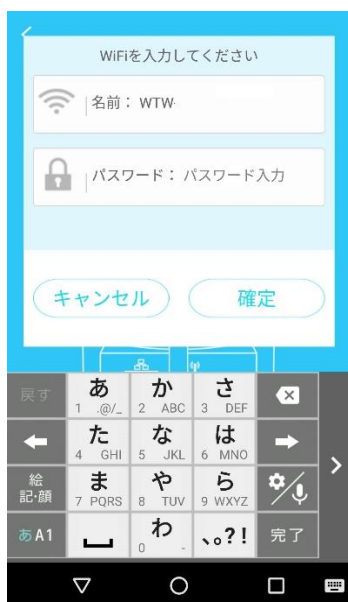 WiFiを入力してください
名前： WTW-
パスワード： パスワード入力
キャンセル 確定
戻す あ か さ
1 .@/_ 2 ABC 3 DEF
た な は
4 GHI 5 JKL 6 MNO
絵
記・顔 ま や ら
7 PQRS 8 TUV 9 WXYZ
あA1 わ 、。?! 完了
0 -